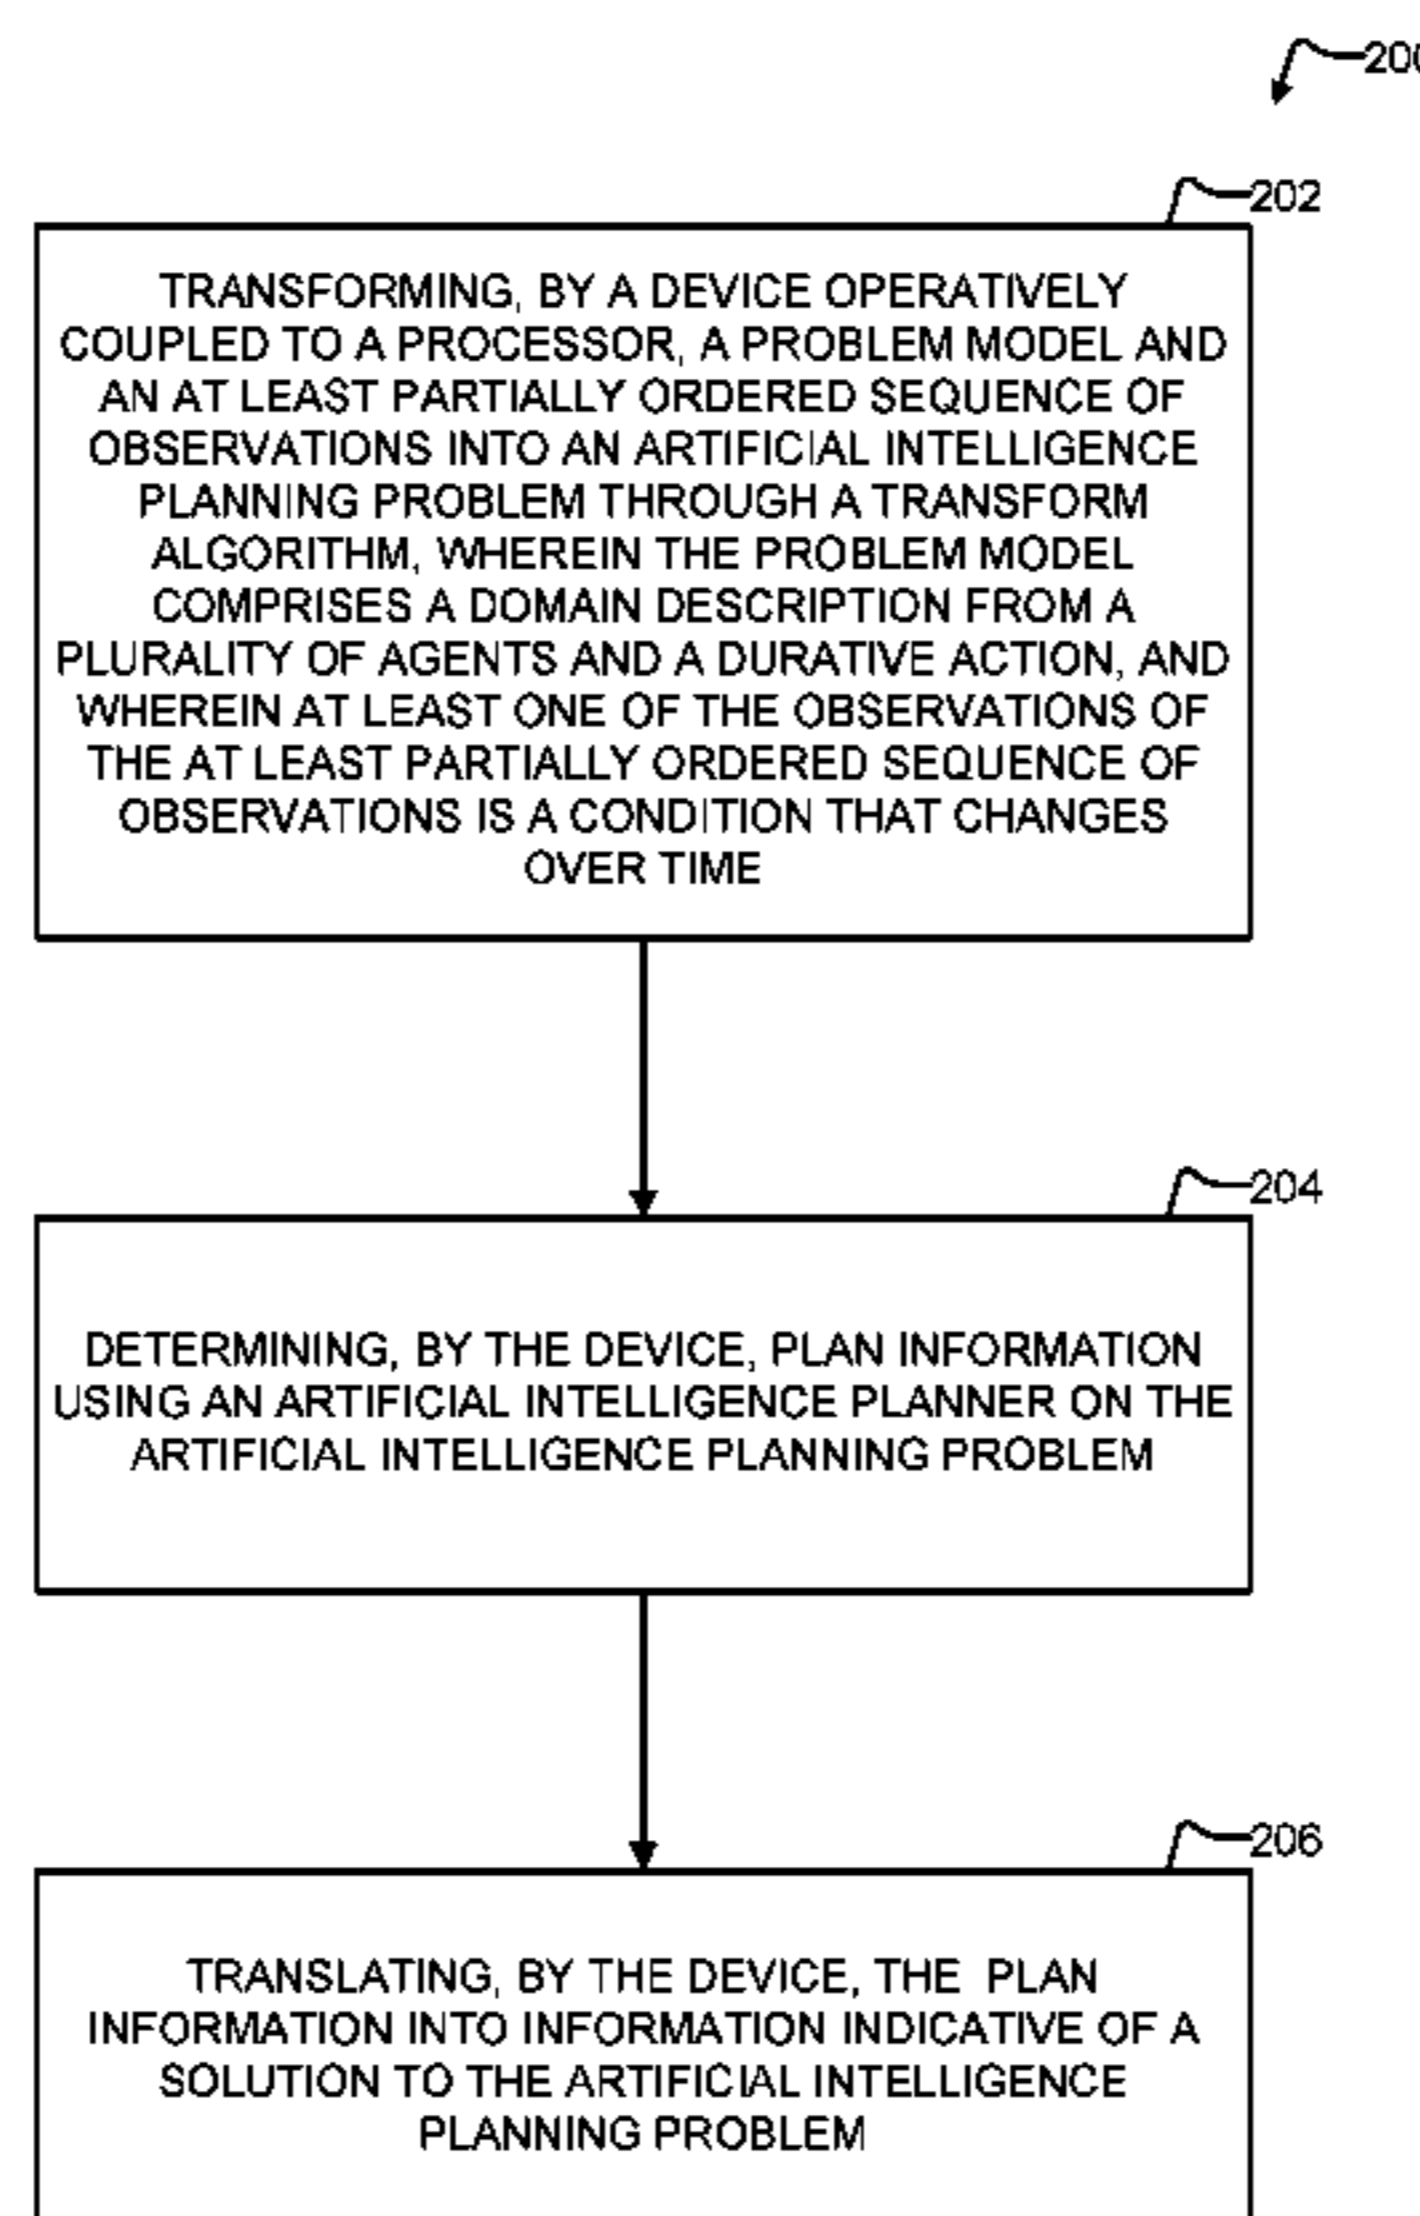 200
202
TRANSFORMING, BY A DEVICE OPERATIVELY
COUPLED TO A PROCESSOR, A PROBLEM MODEL AND
AN AT LEAST PARTIALLY ORDERED SEQUENCE OF
OBSERVATIONS INTO AN ARTIFICIAL INTELLIGENCE
PLANNING PROBLEM THROUGH A TRANSFORM
ALGORITHM, WHEREIN THE PROBLEM MODEL
COMPRISES A DOMAIN DESCRIPTION FROM A
PLURALITY OF AGENTS AND A DURATIVE ACTION, AND
WHEREIN AT LEAST ONE OF THE OBSERVATIONS OF
THE AT LEAST PARTIALLY ORDERED SEQUENCE OF
OBSERVATIONS IS A CONDITION THAT CHANGES
OVER TIME
204
DETERMINING, BY THE DEVICE, PLAN INFORMATION
USING AN ARTIFICIAL INTELLIGENCE PLANNER ON THE
ARTIFICIAL INTELLIGENCE PLANNING PROBLEM
206
TRANSLATING, BY THE DEVICE, THE PLAN
INFORMATION INTO INFORMATION INDICATIVE OF A
SOLUTION TO THE ARTIFICIAL INTELLIGENCE
PLANNING PROBLEM